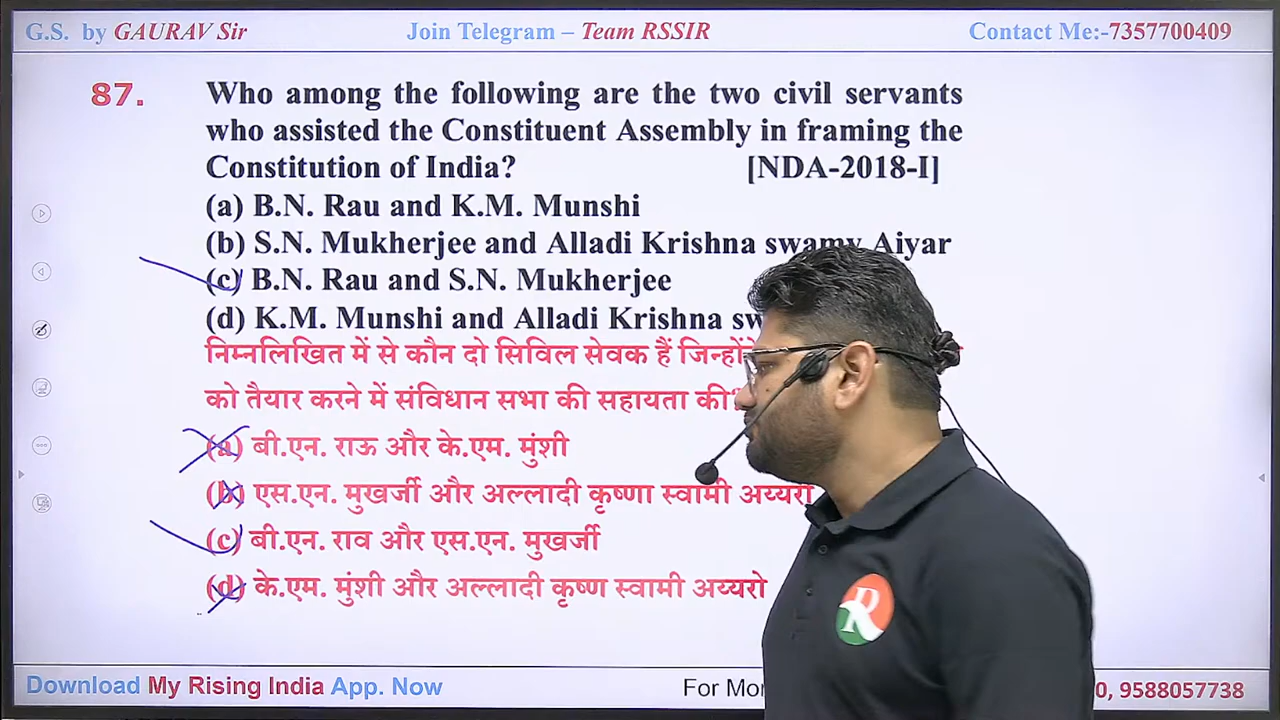 G.S. by GAURAV Sir
Join Telegram – Team RSSIR
Contact Me:-7357700409
87. Who among the following are the two civil servants
who assisted the Constituent Assembly in framing the
Constitution of India? [NDA-2018-I]
(a) B.N. Rau and K.M. Munshi
(b) S.N. Mukherjee and Alladi Krishna swamy Aiyar
(c) B.N. Rau and S.N. Mukherjee
(d) K.M. Munshi and Alladi Krishna
निम्नलिखित में से कौन दो सिविल सेवक हैं
को तैयार करने में संविधान सभा की सहायता की
(a) बी.एन. राऊ और के.एम. मुंशी
(b) एस.एन. मुखर्जी और अल्लादी कृष्णा स्वामी अय्यरो
(c) बी.एन. राव और एस.एन. मुखर्जी
(d) के.एम. मुंशी और अल्लादी कृष्ण स्वामी अय्यरो
R
Download My Rising India App. Now
For
9588057738